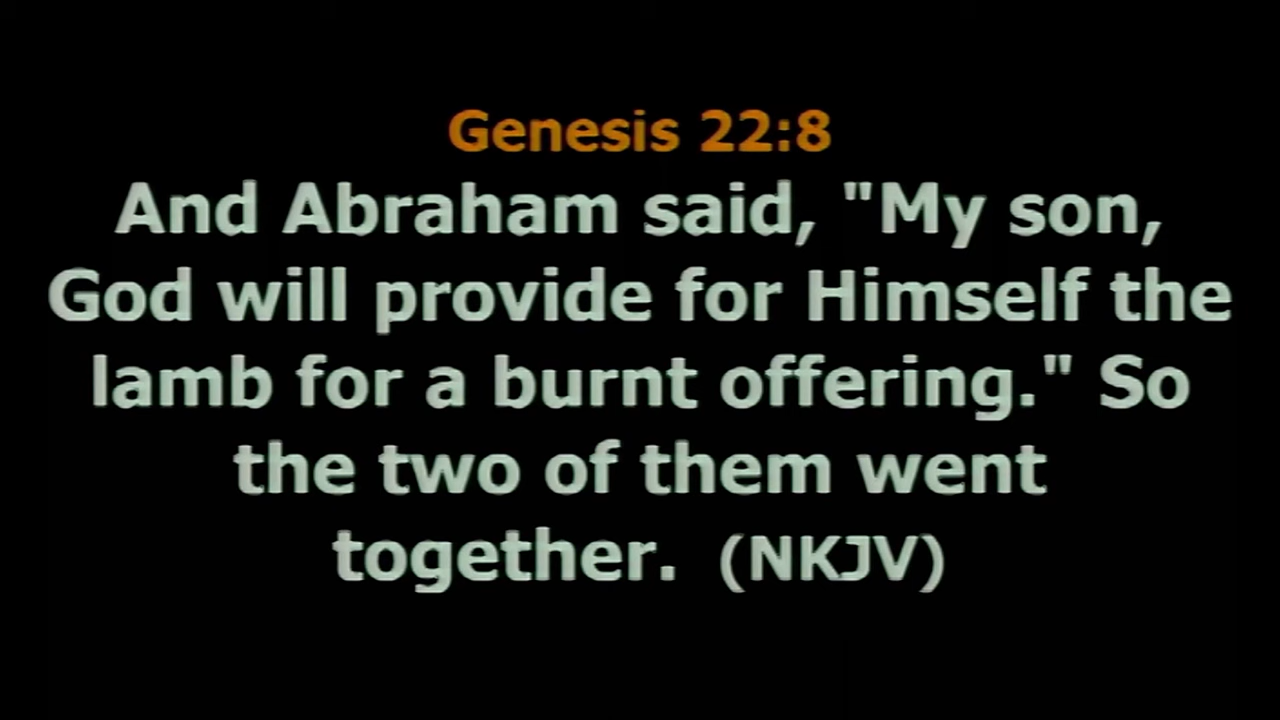 Genesis 22:8
And Abraham said, "My son,
God will provide for Himself the
lamb for a burnt offering." So
the two of them went
together. (NKJV)